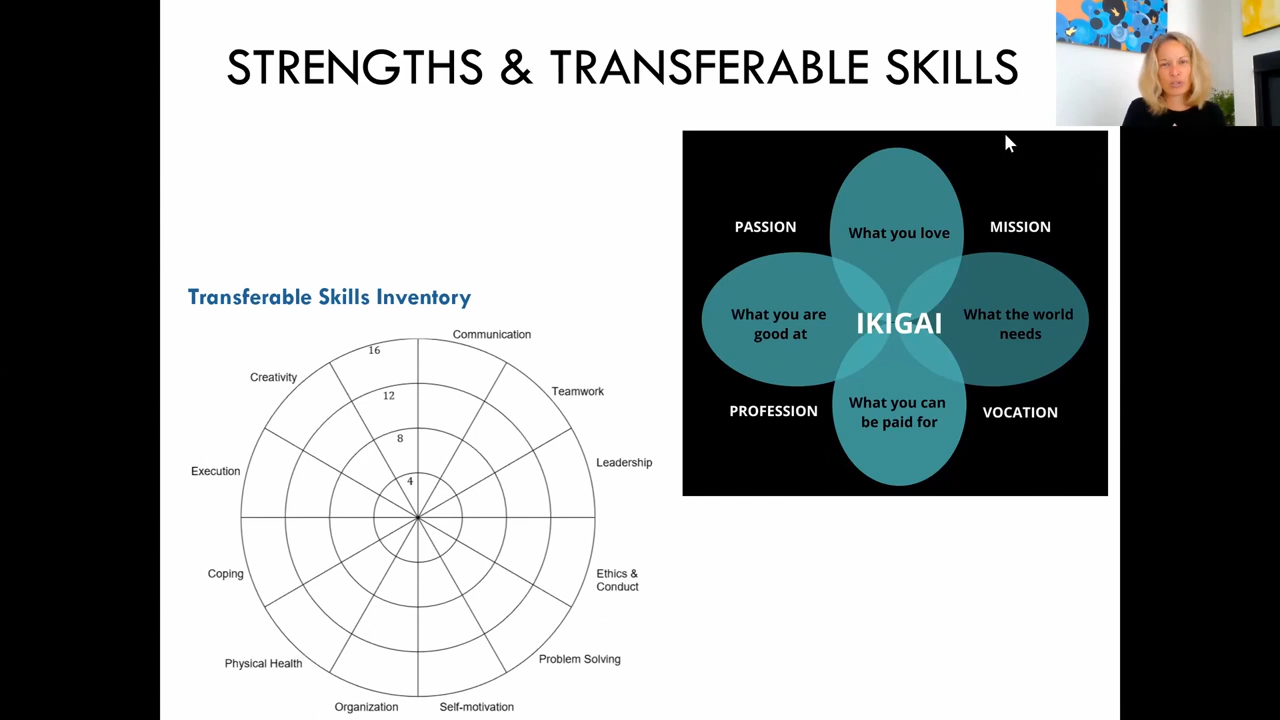 STRENGTHS & TRANSFERABLE SKILLS
Transferable Skills Inventory
Communication
Teamwork
Leadership
Ethics &
Conduct
Problem Solving
Self-motivation
Organization
Physical Health
Coping
Execution
Creativity
16
12
8
4
PASSION
What you love
MISSION
What you are
good at
IKIGAI
What the world
needs
PROFESSION
What you can
be paid for
VOCATION